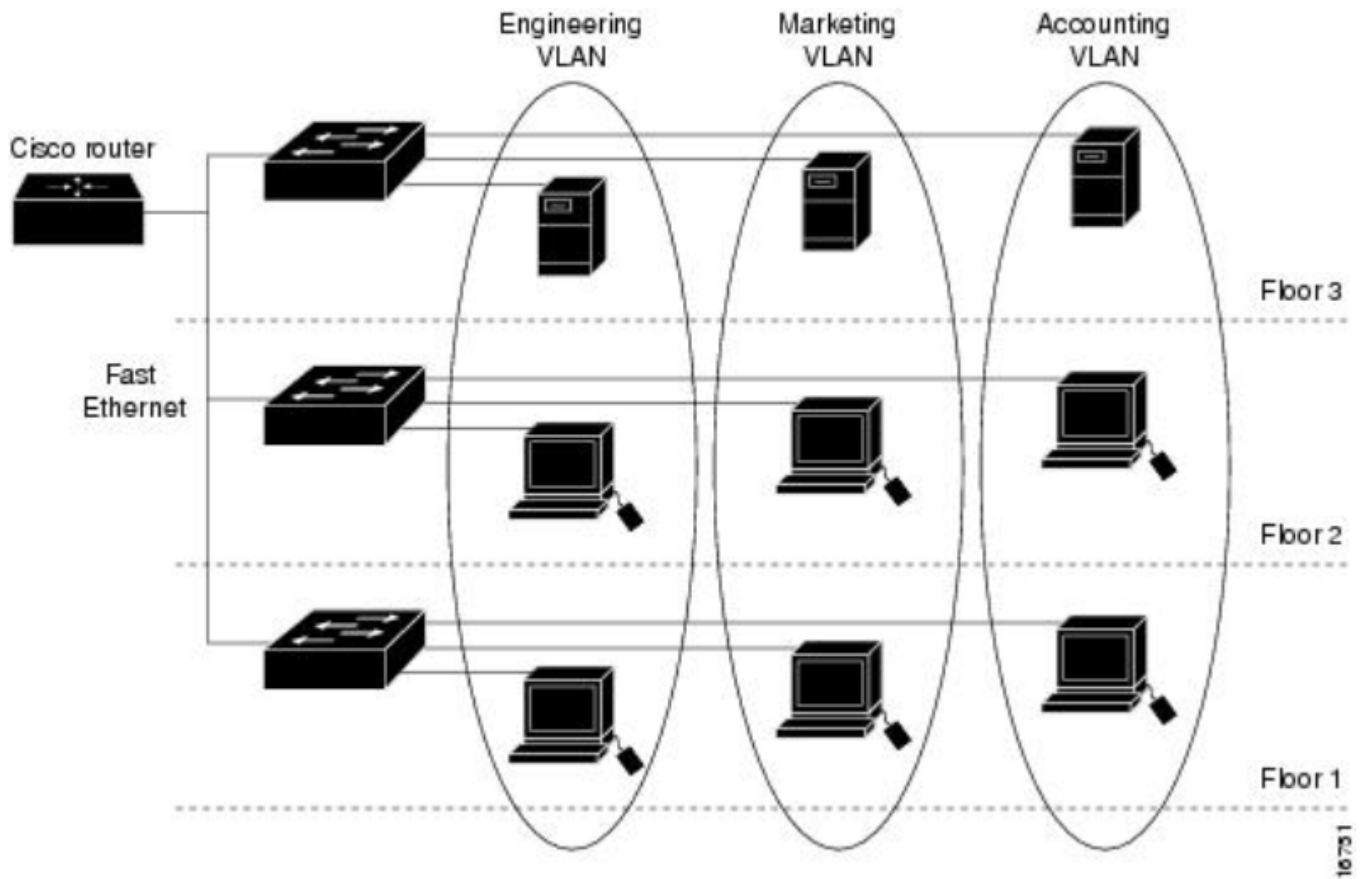 Engineering
VLAN
Marketing
VLAN
Accounting
VLAN
Cisco router
Floor 3
Fast
Ethernet
Floor 2
Floor 1
16751